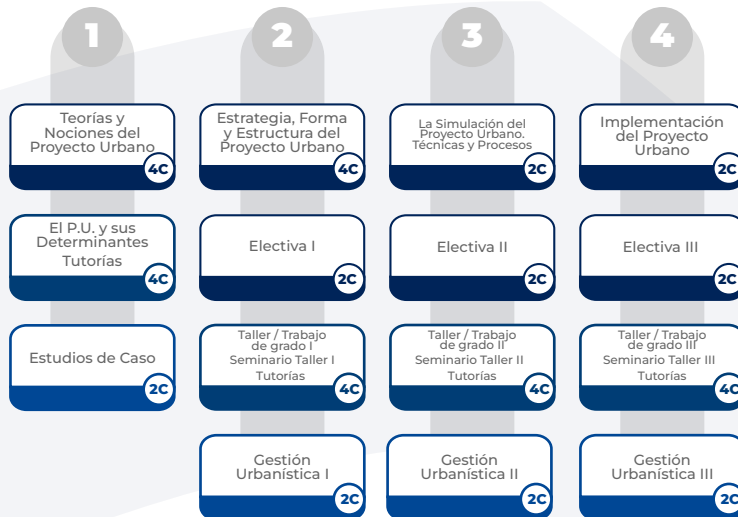 1
2
3
4
Teorías y
Nociones del
Proyecto Urbano
4C
Estrategia, Forma
y Estructura del
Proyecto Urbano
4C
La Simulación del
Proyecto Urbano.
Técnicas y Procesos
2C
Implementación
del Proyecto
Urbano
2C
El P.U. y sus
Determinantes
Tutorías
4C
Electiva I
2C
Electiva II
2C
Electiva III
2C
Estudios de Caso
2C
Taller / Trabajo
de grado I
Seminario Taller I
Tutorías
4C
Taller / Trabajo
de grado II
Seminario Taller II
Tutorías
4C
Taller / Trabajo
de grado III
Seminario Taller III
Tutorías
4C
Gestión
Urbanística I
2C
Gestión
Urbanística II
2C
Gestión
Urbanística III
2C